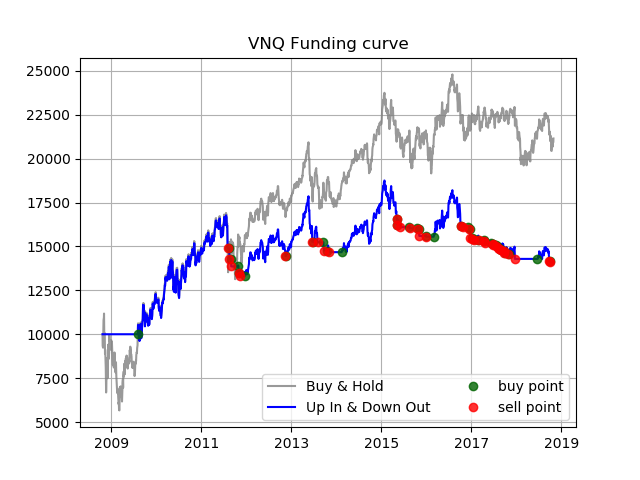 VNQ Funding curve
25000
22500
20000
17500
15000
12500
10000
7500
5000
2009 2011 2013 2015 2017 2019
Buy & Hold
Up In & Down Out
buy point
sell point